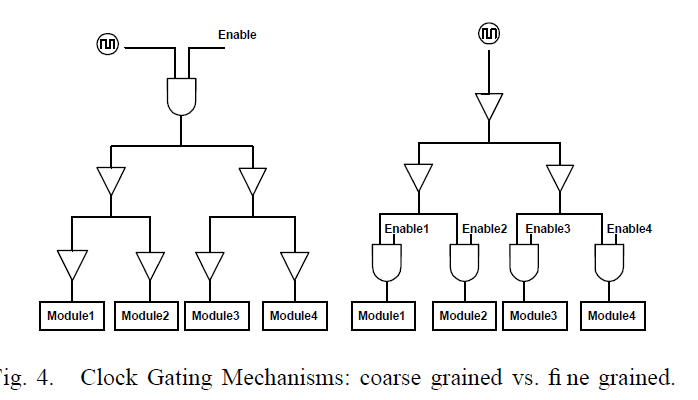 Enable
Enable1 Enable2 Enable3 Enable4
Module1 Module2 Module3 Module4 Module1 Module2 Module3 Module4
ig. 4. Clock Gating Mechanisms: coarse grained vs. fine grained.